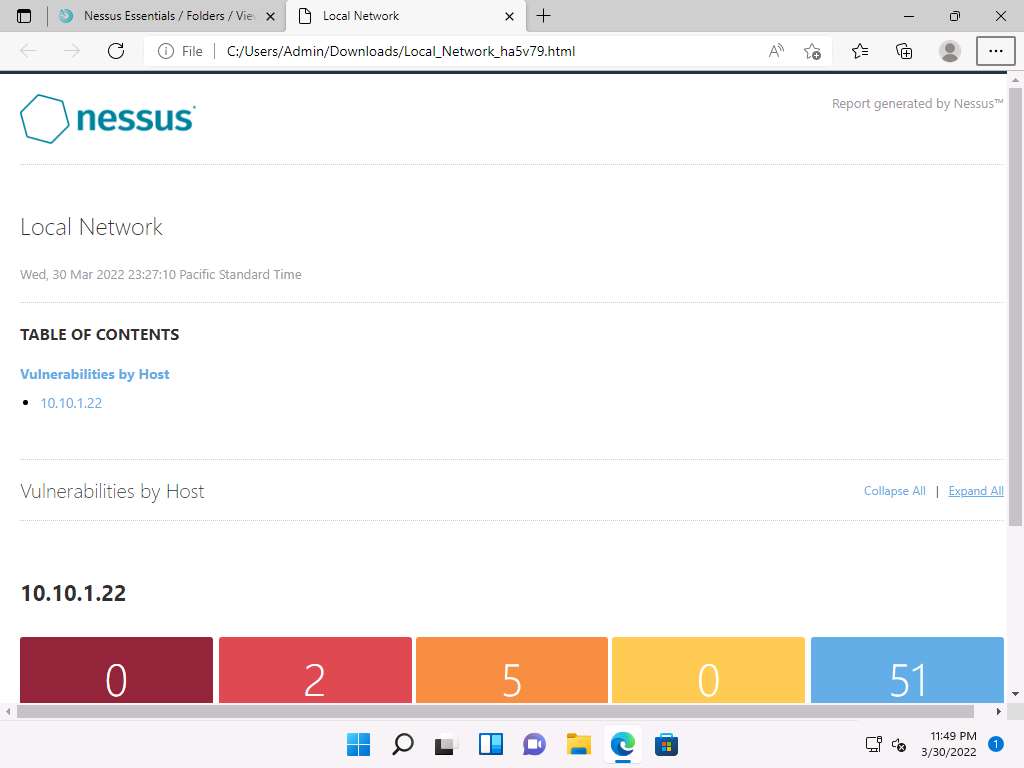 Nessus Essentials / Folders / Vie
Local Network
File
C:/Users/Admin/Downloads/Local_Network_ha5v79.html
nessus
Report generated by Nessus™
Local Network
Wed, 30 Mar 2022 23:27:10 Pacific Standard Time
TABLE OF CONTENTS
Vulnerabilities by Host
• 10.10.1.22
Vulnerabilities by Host
Collapse All | Expand All
10.10.1.22
0 2 5 0 51
11:49 PM
3/30/2022
1